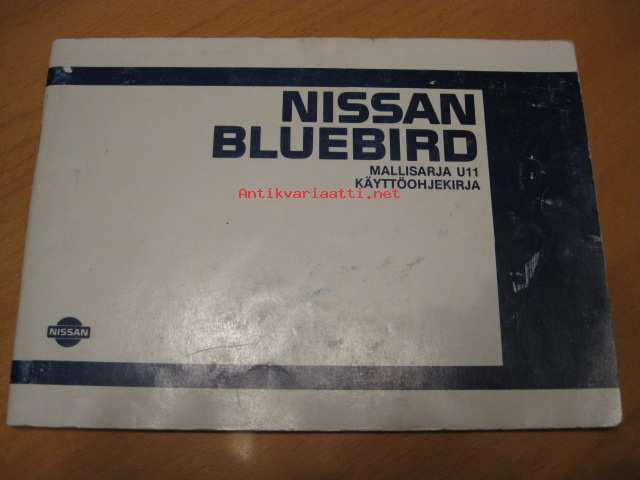 NISSAN
BLUEBIRD
MALLISARJA U11
KÄYTTÖOHJEKIRJA
Antikvariaatti.net
NISSAN